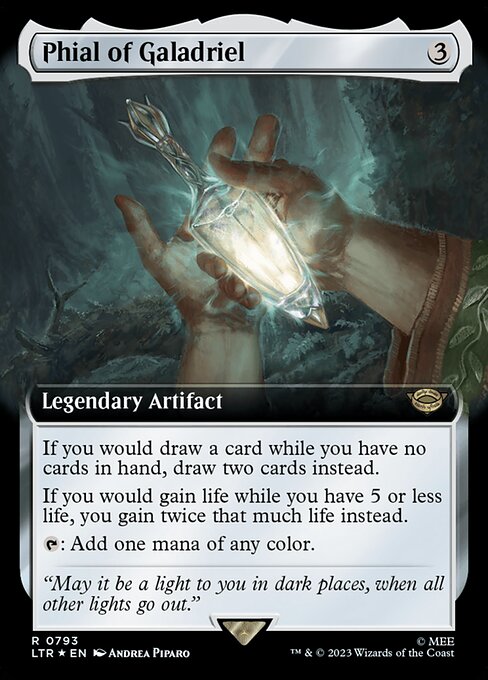 Phial of Galadriel 3
Legendary Artifact
If you would draw a card while you have no
cards in hand, draw two cards instead.
If you would gain life while you have 5 or less
life, you gain twice that much life instead.
: Add one mana of any color.
“May it be a light to you in dark places, when all
other lights go out.”
R 0793 © MEE
LTR ★ EN Andrea Piparo ™ & © 2023 Wizards of the Coast